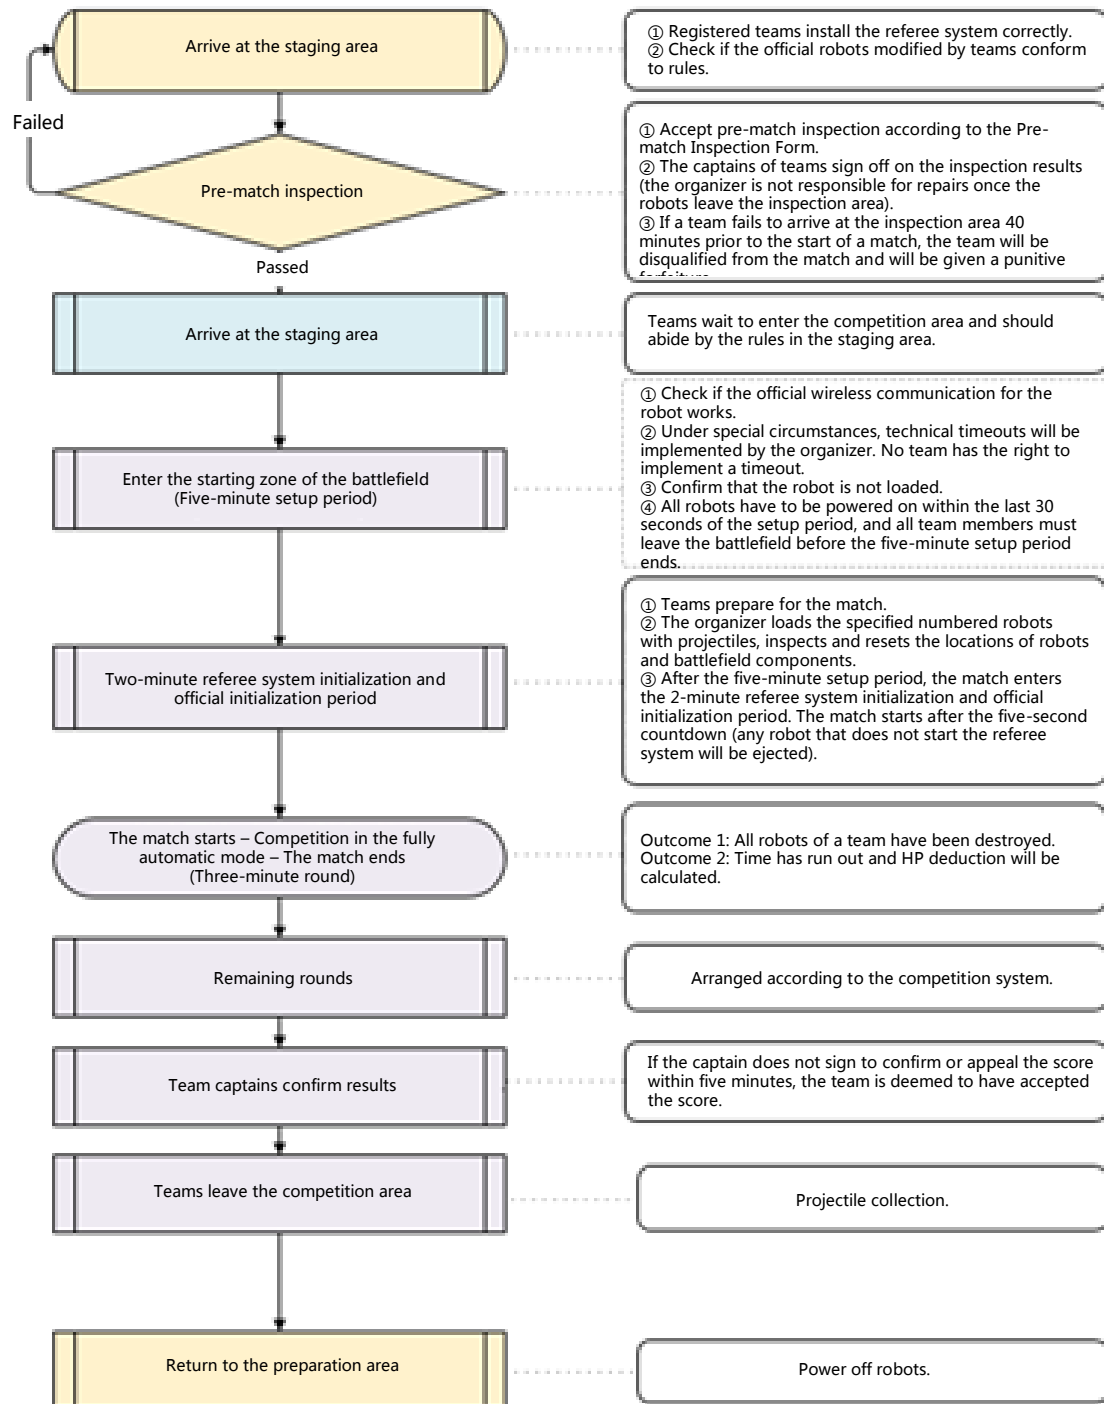 Arrive at the staging area
① Registered teams install the referee system correctly.
② Check if the official robots modified by teams conform
to rules.
Failed
Pre-match inspection
① Accept pre-match inspection according to the Pre-
match Inspection Form.
② The captains of teams sign off on the inspection results
(the organizer is not responsible for repairs once the
robots leave the inspection area).
③ If a team fails to arrive at the inspection area 40
minutes prior to the start of a match, the team will be
disqualified from the match and will be given a punitive
Passed
Arrive at the staging area
Teams wait to enter the competition area and should
abide by the rules in the staging area.
Enter the starting zone of the battlefield
(Five-minute setup period)
① Check if the official wireless communication for the
robot works.
② Under special circumstances, technical timeouts will be
implemented by the organizer. No team has the right to
implement a timeout.
③ Confirm that the robot is not loaded.
④ All robots have to be powered on within the last 30
seconds of the setup period, and all team members must
leave the battlefield before the five-minute setup period
ends.
Two-minute referee system initialization and
official initialization period
① Teams prepare for the match.
② The organizer loads the specified numbered robots
with projectiles, inspects and resets the locations of robots
and battlefield components.
③ After the five-minute setup period, the match enters
the 2-minute referee system initialization and official
initialization period. The match starts after the five-second
countdown (any robot that does not start the referee
system will be ejected).
The match starts – Competition in the fully
automatic mode – The match ends
(Three-minute round)
Outcome 1: All robots of a team have been destroyed.
Outcome 2: Time has run out and HP deduction will be
calculated.
Remaining rounds
Arranged according to the competition system.
Team captains confirm results
If the captain does not sign to confirm or appeal the score
within five minutes, the team is deemed to have accepted
the score.
Teams leave the competition area
Projectile collection.
Return to the preparation area
Power off robots.